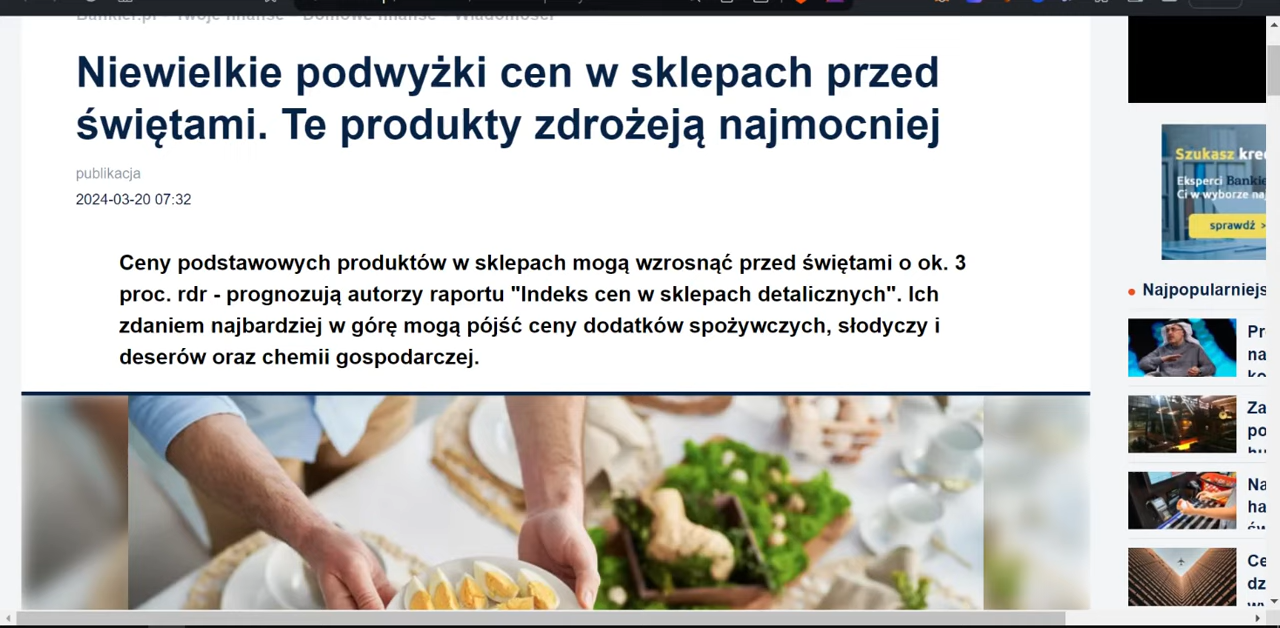 Niewielkie podwyżki cen w sklepach przed
świętami. Te produkty zdrożeją najmocniej
publikacja
2024-03-20 07:32
Ceny podstawowych produktów w sklepach mogą wzrosnąć przed świętami o ok. 3
proc. rdr - prognozują autorzy raportu "Indeks cen w sklepach detalicznych". Ich
zdaniem najbardziej w górę mogą pójść ceny dodatków spożywczych, słodyczy i
deserów oraz chemii gospodarczej.
Szukasz
Eksperci
Ci w wyborze
sprawdź >